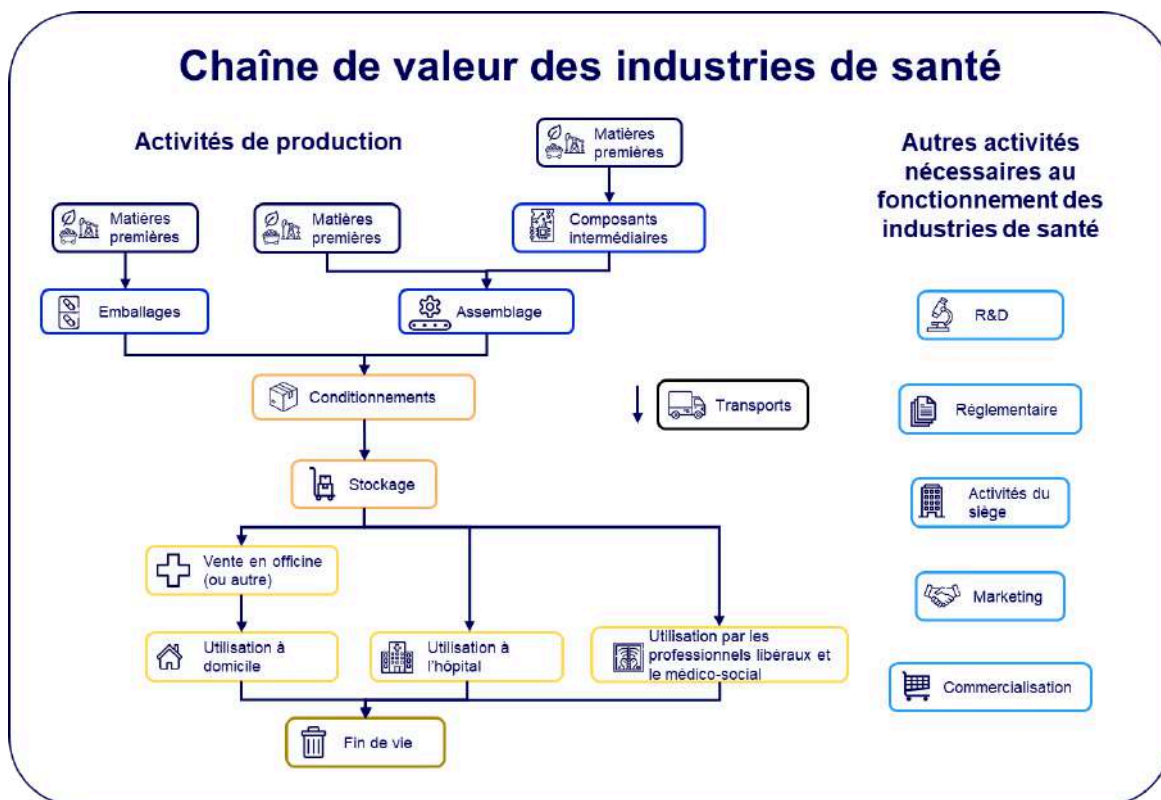 Chaîne de valeur des industries de santé
Activités de production
Matières
premières
Autres activités
nécessaires au
fonctionnement des
industries de santé
Matières
premières
Matières
premières
Composants
intermédiaires
Emballages
Assemblage
R&D
Conditionnements
Transports
Réglementaire
Stockage
Activités du
siège
Vente en officine
(ou autre)
Marketing
Utilisation à
domicile
Utilisation à
l'hôpital
Utilisation par les
professionnels libéraux et
le médico-social
Commercialisation
Fin de vie